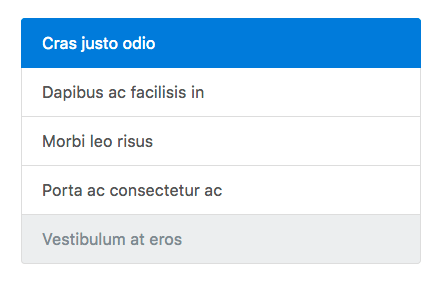 Cras justo odio
Dapibus ac facilisis in
Morbi leo risus
Porta ac consectetur ac
Vestibulum at eros